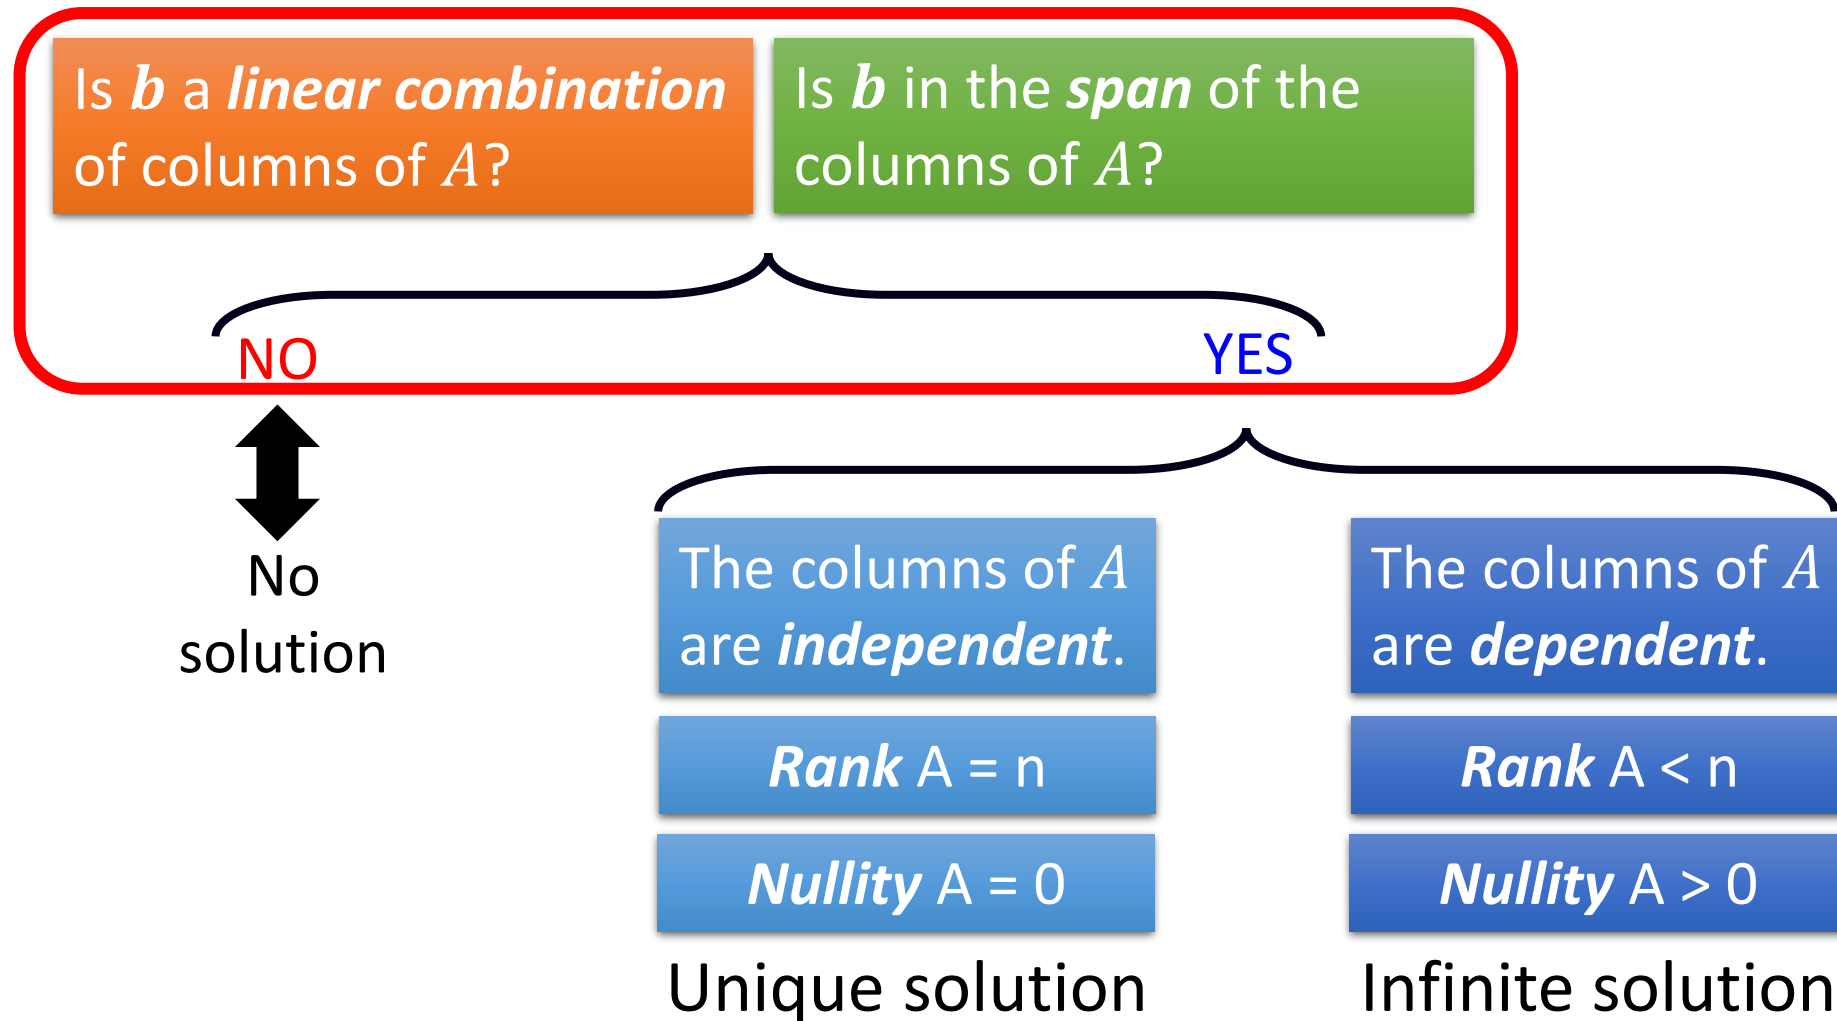 Is b a linear combination
of columns of A?
Is b in the span of the
columns of A?
NO
YES
No
solution
The columns of A
are independent.
Rank A = n
Nullity A = 0
Unique solution
The columns of A
are dependent.
Rank A < n
Nullity A > 0
Infinite solution